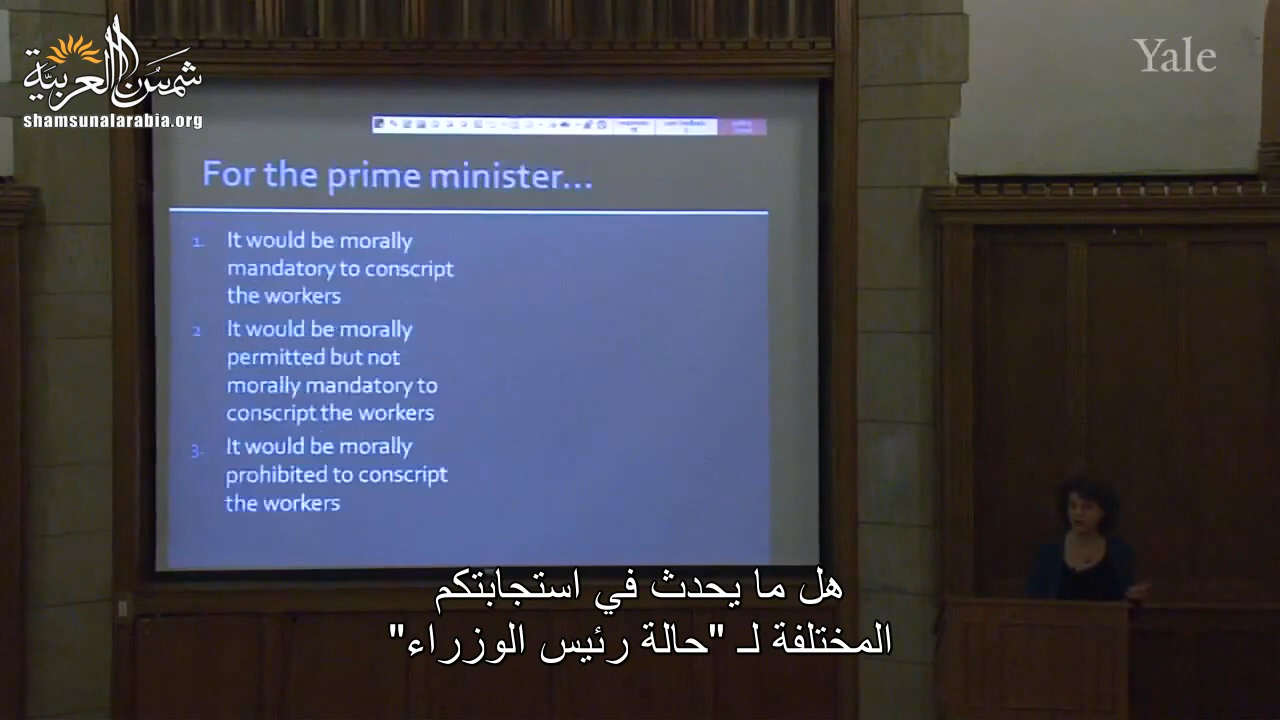 شمس العربية
shamsunalarabia.org
Yale
For the prime minister...
1. It would be morally
mandatory to conscript
the workers
2. It would be morally
permitted but not
morally mandatory to
conscript the workers
3. It would be morally
prohibited to conscript
the workers
هل ما يحدث في استجابتكم
المختلفة لـ "حالة رئيس الوزراء"